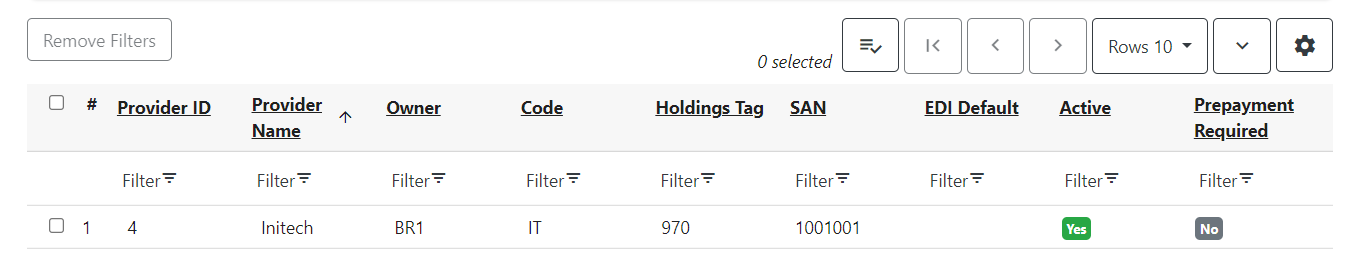 Remove Filters
0 selected
Rows 10
# Provider ID Provider Name Owner Code Holdings Tag SAN EDI Default Active Prepayment Required
Filter Filter Filter Filter Filter Filter Filter Filter Filter
1 4 Initech BR1 IT 970 1001001 Yes No